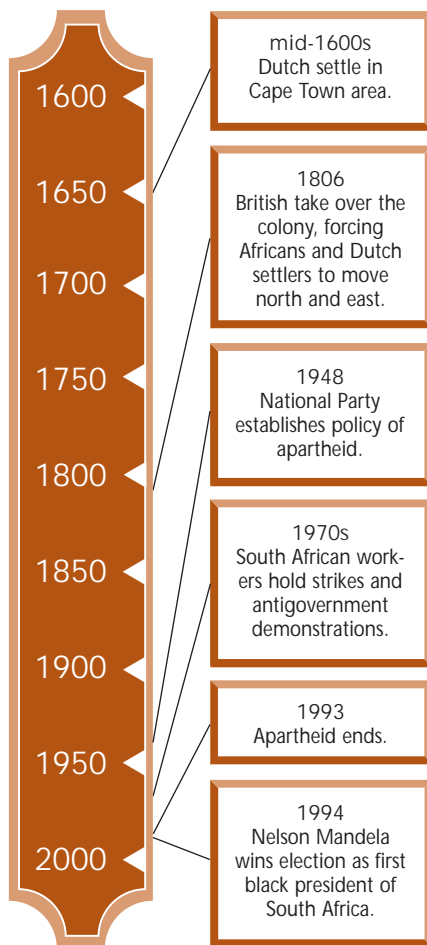 1600
1650
1700
1750
1800
1850
1900
1950
2000
mid-1600s
Dutch settle in
Cape Town area.
1806
British take over the
colony, forcing
Africans and Dutch
settlers to move
north and east.
1948
National Party
establishes policy of
apartheid.
1970s
South African work-
ers hold strikes and
antigovernment
demonstrations.
1993
Apartheid ends.
1994
Nelson Mandela
wins election as first
black president of
South Africa.